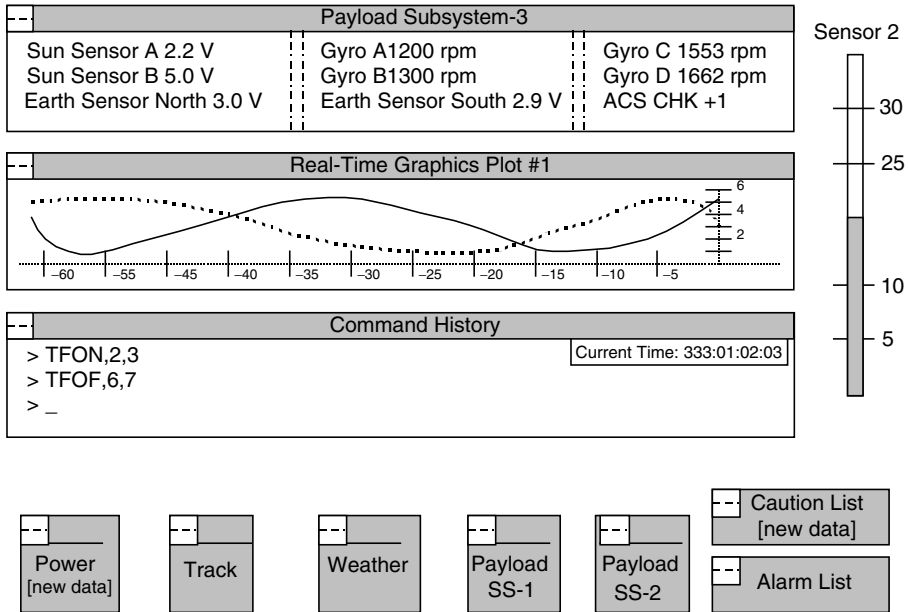 Payload Subsystem-3
Sun Sensor A 2.2 V
Sun Sensor B 5.0 V
Earth Sensor North 3.0 V
Gyro A1200 rpm
Gyro B1300 rpm
Earth Sensor South 2.9 V
Gyro C 1553 rpm
Gyro D 1662 rpm
ACS CHK +1
Sensor 2
30
25
10
5
Real-Time Graphics Plot #1
6
4
2
–60 –55 –45 –40 –35 –30 –25 –20 –15 –10 –5
Command History
Current Time: 333:01:02:03
> TFON,2,3
> TFOF,6,7
> _
Power
[new data]
Track
Weather
Payload
SS-1
Payload
SS-2
Caution List
[new data]
Alarm List